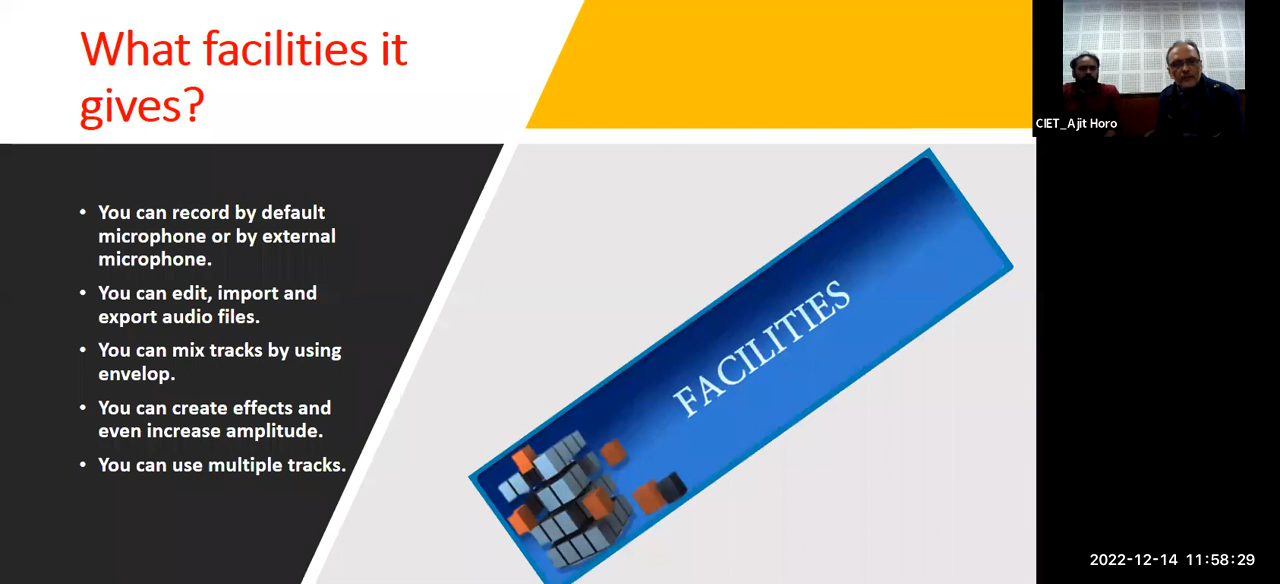 What facilities it
gives?
CIET_Ajit Horo
• You can record by default
microphone or by external
microphone.
• You can edit, import and
export audio files.
• You can mix tracks by using
envelop.
• You can create effects and
even increase amplitude.
• You can use multiple tracks.
FACILITIES
2022-12-14 11:58:29